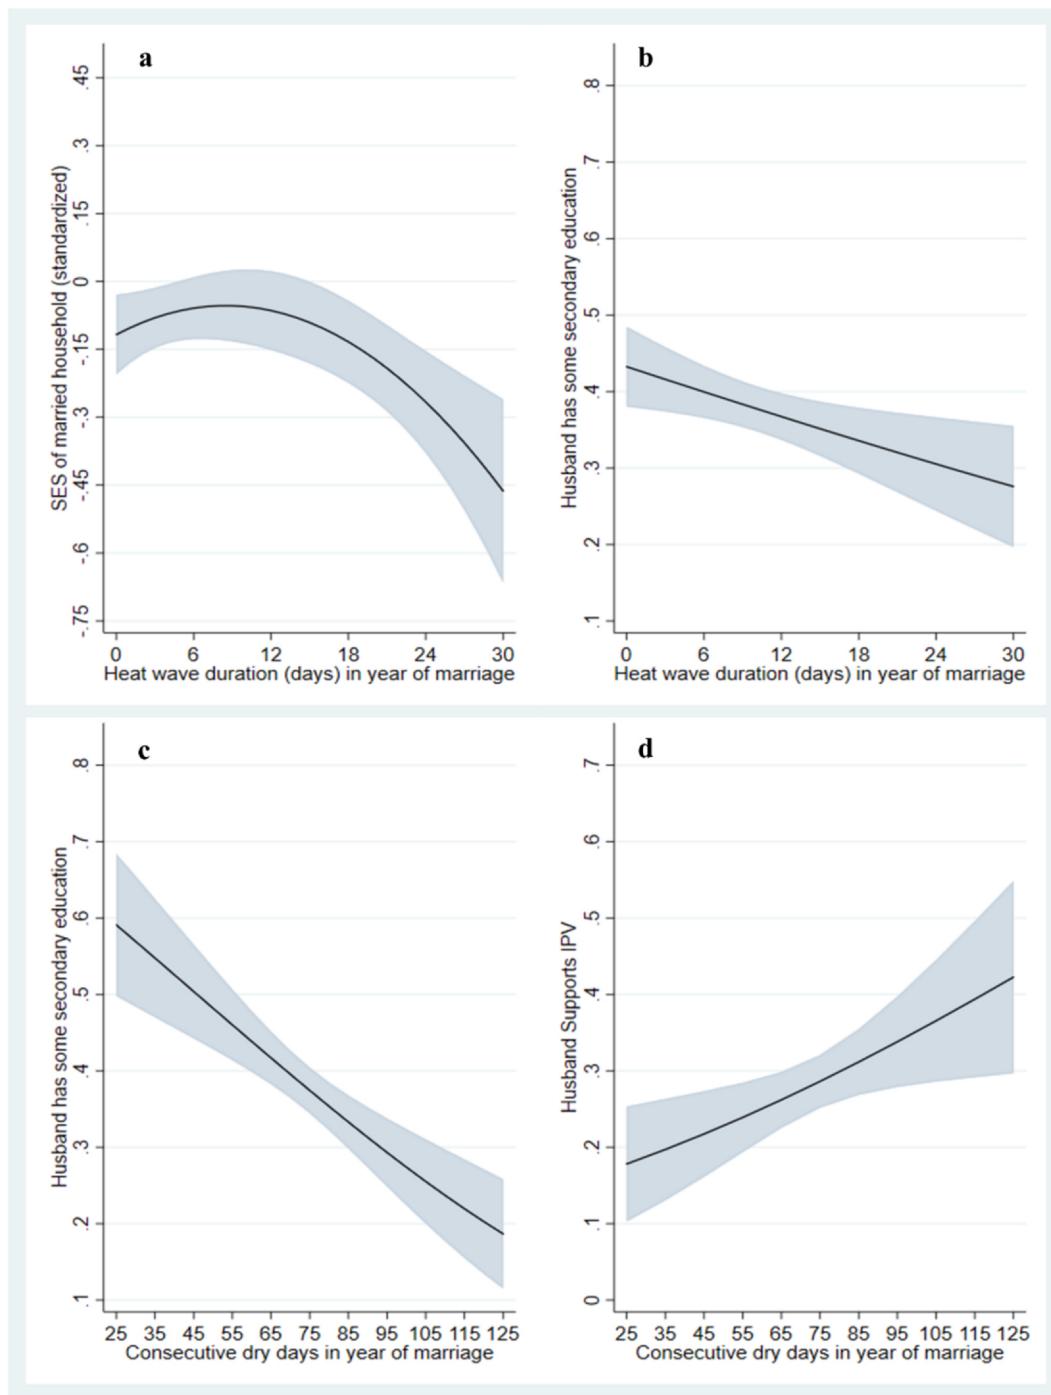 a
SES of married household (standardized)
.45
.3
.15
0
-.15
-.3
-.45
-.6
-.75
0 6 12 18 24 30
Heat wave duration (days) in year of marriage
b
Husband has some secondary education
.8
.7
.6
.5
.4
.3
.2
.1
0 6 12 18 24 30
Heat wave duration (days) in year of marriage
c
Husband has some secondary education
.8
.7
.6
.5
.4
.3
.2
.1
25 35 45 55 65 75 85 95 105 115 125
Consecutive dry days in year of marriage
d
Husband Supports IPV
.7
.6
.5
.4
.3
.2
.1
0
25 35 45 55 65 75 85 95 105 115 125
Consecutive dry days in year of marriage